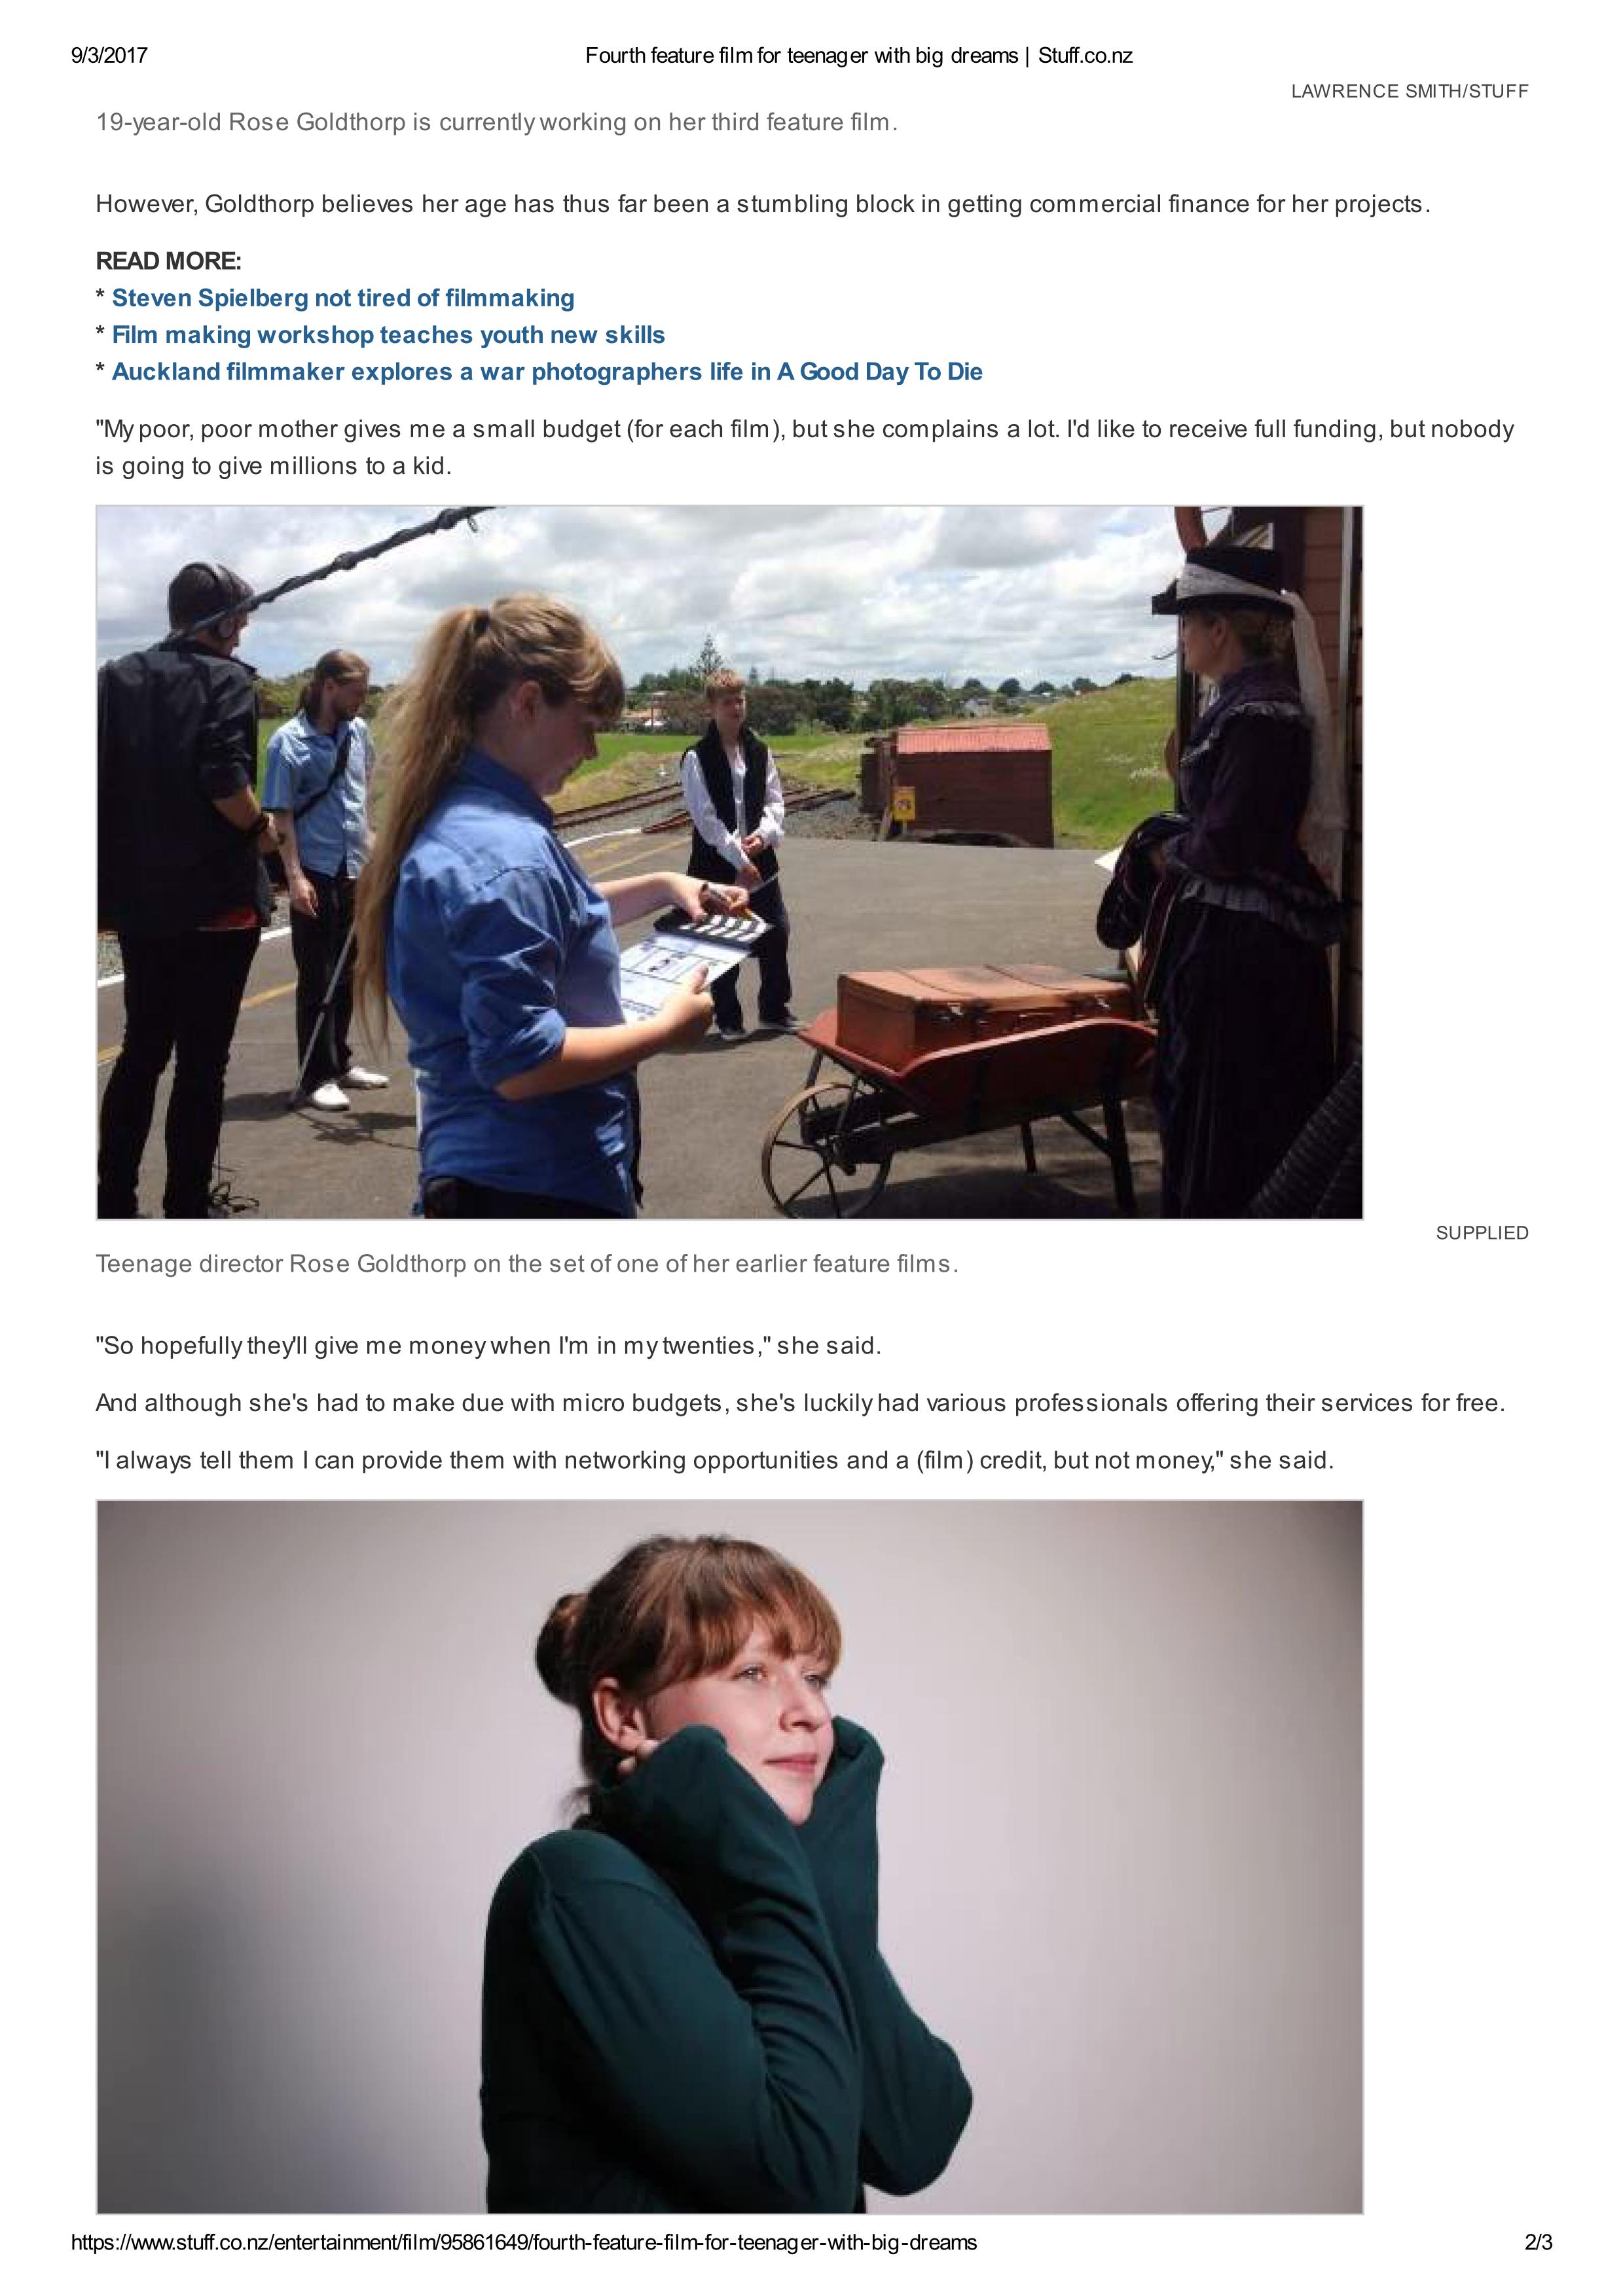 9/3/2017 Fourth feature film for teenager with big dreams | Stuff.co.nz
LAWRENCE SMITH/STUFF
19-year-old Rose Goldthorp is currently working on her third feature film.
However, Goldthorp believes her age has thus far been a stumbling block in getting commercial finance for her projects.
READ MORE:
* Steven Spielberg not tired of filmmaking
* Film making workshop teaches youth new skills
* Auckland filmmaker explores a war photographers life in A Good Day To Die
"My poor, poor mother gives me a small budget (for each film), but she complains a lot. I'd like to receive full funding, but nobody
is going to give millions to a kid.
SUPPLIED
Teenage director Rose Goldthorp on the set of one of her earlier feature films.
"So hopefully they'll give me money when I'm in my twenties," she said.
And although she's had to make due with micro budgets, she's luckily had various professionals offering their services for free.
"I always tell them I can provide them with networking opportunities and a (film) credit, but not money," she said.
https://www.stuff.co.nz/entertainment/film/95861649/fourth-feature-film-for-teenager-with-big-dreams 2/3